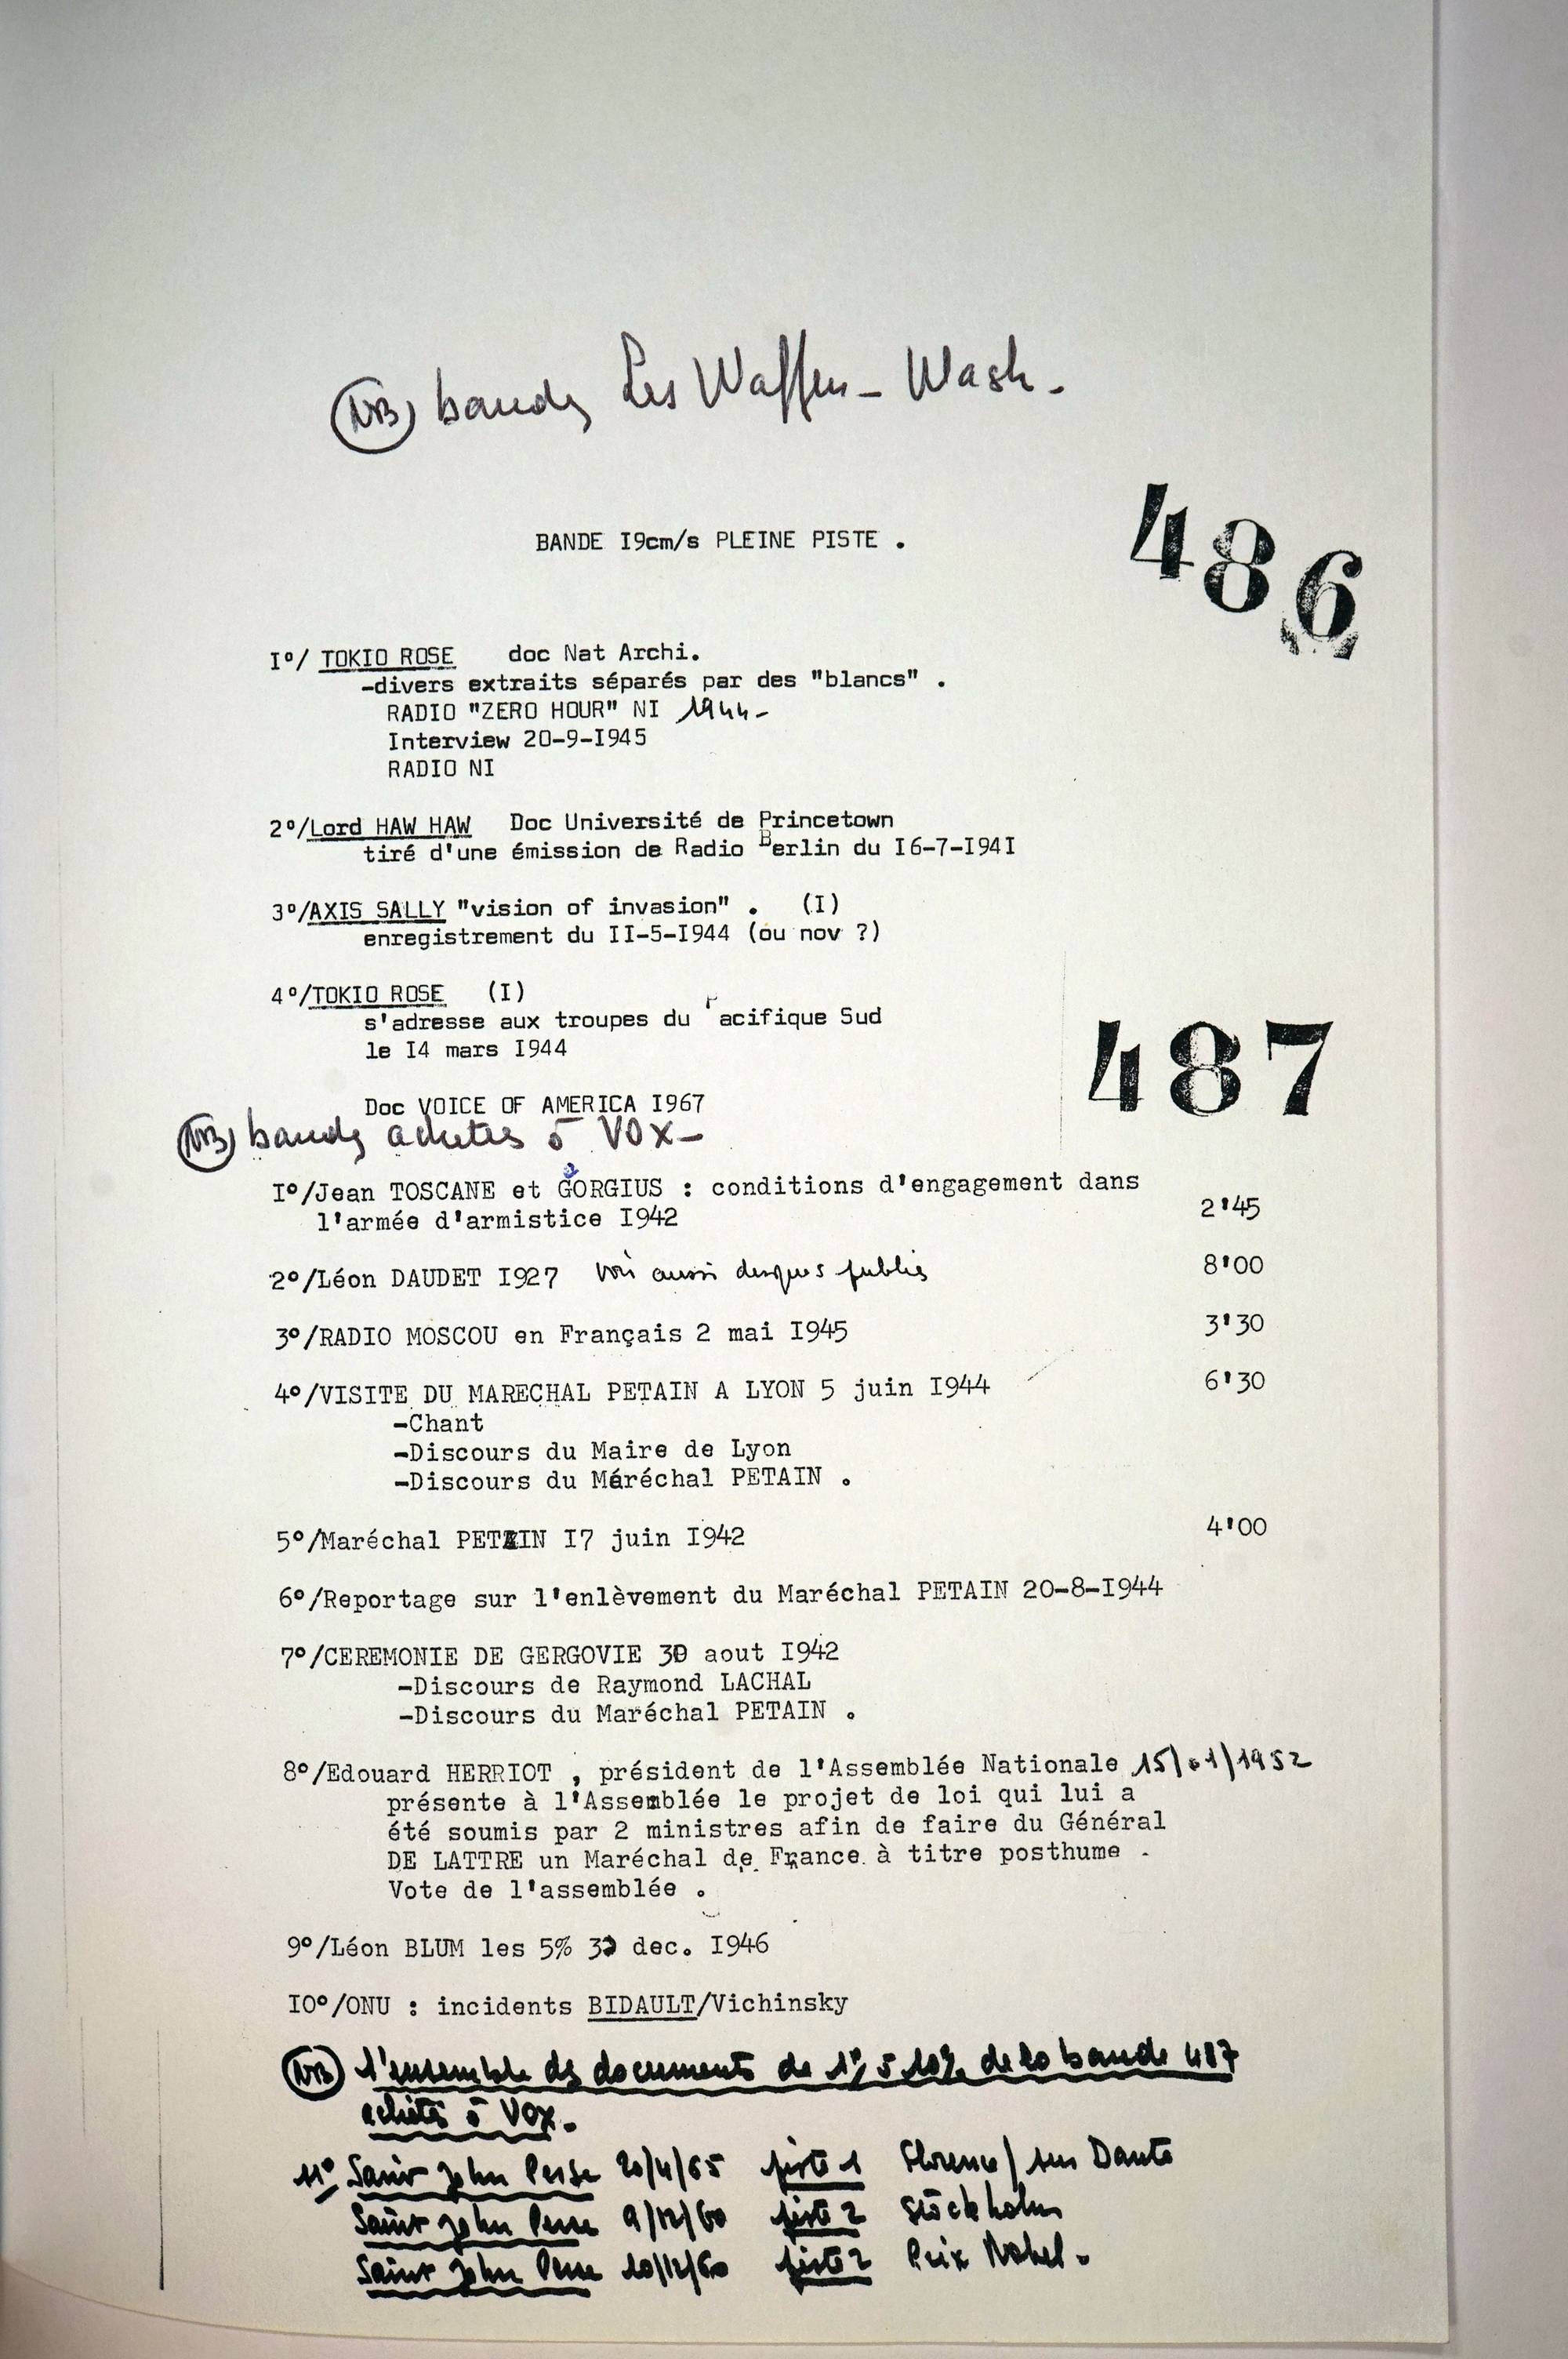 NB bandes Les Waffen - Wash -
486
BANDE I9cm/s PLEINE PISTE .
I°/ TOKIO ROSE doc Nat Archi.
-divers extraits séparés par des "blancs" .
RADIO "ZERO HOUR" NI 1944-
Interview 20-9-I945
RADIO NI
2°/Lord HAW HAW Doc Université de Princetown
tiré d'une émission de Radio Berlin du I6-7-I94I
3°/AXIS SALLY "vision of invasion" . (I)
enregistrement du II-5-I944 (ou nov ?)
4°/TOKIO ROSE (I)
s'adresse aux troupes du Pacifique Sud
le I4 mars I944
487
Doc VOICE OF AMERICA I967
NB bandes achetés à VOX-
I°/Jean TOSCANE et GORGIUS : conditions d'engagement dans
l'armée d'armistice I942 2'45
2°/Léon DAUDET I927 voir aussi disques publiés 8'00
3°/RADIO MOSCOU en Français 2 mai I945 3'30
4°/VISITE DU MARECHAL PETAIN A LYON 5 juin I944 6'30
-Chant
-Discours du Maire de Lyon
-Discours du Máréchal PETAIN .
5°/Maréchal PETAIN I7 juin I942 4'00
6°/Reportage sur l'enlèvement du Maréchal PETAIN 20-8-I944
7°/CEREMONIE DE GERGOVIE 30 aout I942
-Discours de Raymond LACHAL
-Discours du Maréchal PETAIN .
8°/Edouard HERRIOT , président de l'Assemblée Nationale 15/01/1952
présente à l'Assemblée le projet de loi qui lui a
été soumis par 2 ministres afin de faire du Général
DE LATTRE un Maréchal de France à titre posthume .
Vote de l'assemblée .
9°/Léon BLUM les 5% dec. I946
IO°/ONU : incidents BIDAULT/Vichinsky
NB l'ensemble des documents de 1°/ à 10°/ de la bande 487
achetés à VOX.
11° Saint John Perse 20/4/65 piste 1 Florence/ sur Dante
Saint John Perse 9/12/60 piste 2 Stockholm
Saint John Perse 10/12/60 piste 2 Prix Nobel.